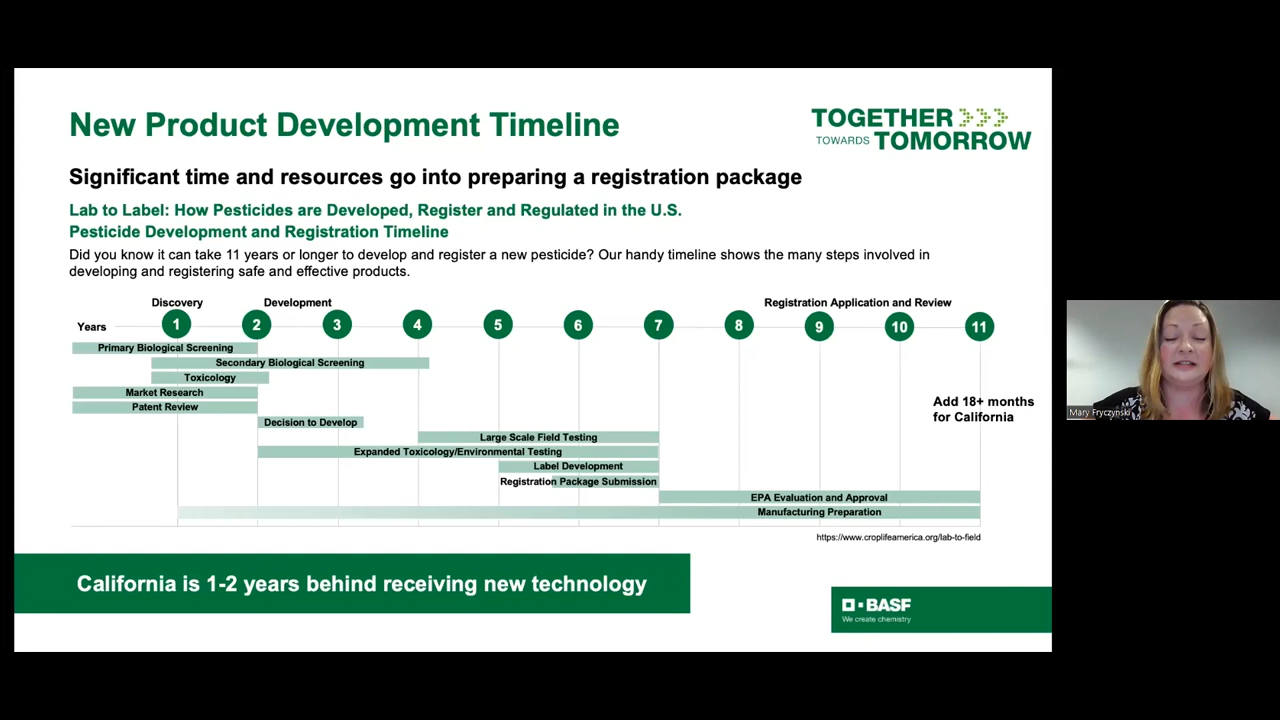 New Product Development Timeline
TOGETHER
TOWARDS TOMORROW
Significant time and resources go into preparing a registration package
Lab to Label: How Pesticides are Developed, Register and Regulated in the U.S.
Pesticide Development and Registration Timeline
Did you know it can take 11 years or longer to develop and register a new pesticide? Our handy timeline shows the many steps involved in
developing and registering safe and effective products.
Discovery Development Registration Application and Review
Years 1 2 3 4 5 6 7 8 9 10 11
Primary Biological Screening
Secondary Biological Screening
Toxicology
Market Research
Patent Review
Decision to Develop
Large Scale Field Testing
Expanded Toxicology/Environmental Testing
Label Development
Registration Package Submission
EPA Evaluation and Approval
Manufacturing Preparation
Add 18+ months
for California
https://www.croplifeamerica.org/lab-to-field
California is 1-2 years behind receiving new technology
BASF
We create chemistry
Mary Fryczynski